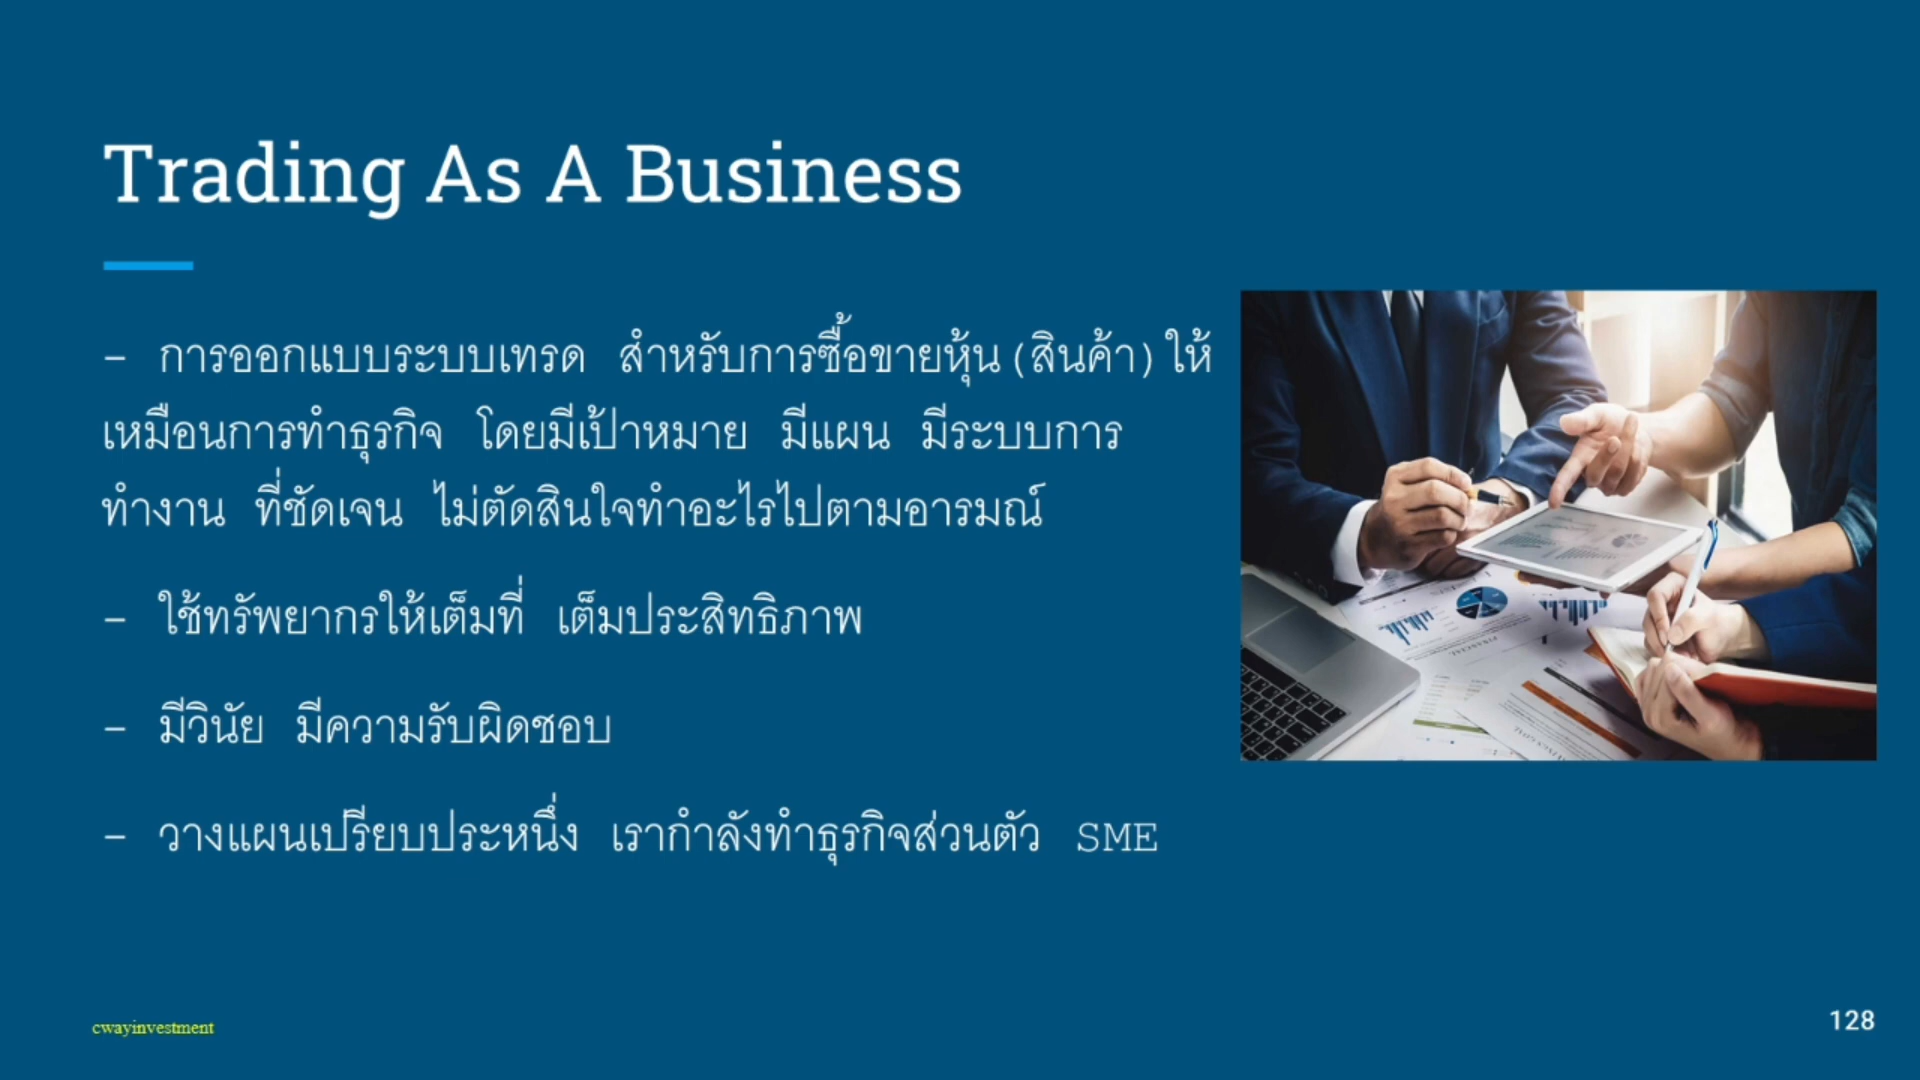 Trading As A Business
- การออกแบบระบบเทรด สำหรับการซื้อขายหุ้น(สินค้า)ให้
เหมือนการทำธุรกิจ โดยมีเป้าหมาย มีแผน มีระบบการ
ทำงาน ที่ชัดเจน ไม่ตัดสินใจทำอะไรไปตามอารมณ์
- ใช้ทรัพยากรให้เต็มที่ เต็มประสิทธิภาพ
- มีวินัย มีความรับผิดชอบ
- วางแผนเปรียบประหนึ่ง เรากำลังทำธุรกิจส่วนตัว SME
cwayinvestment
128